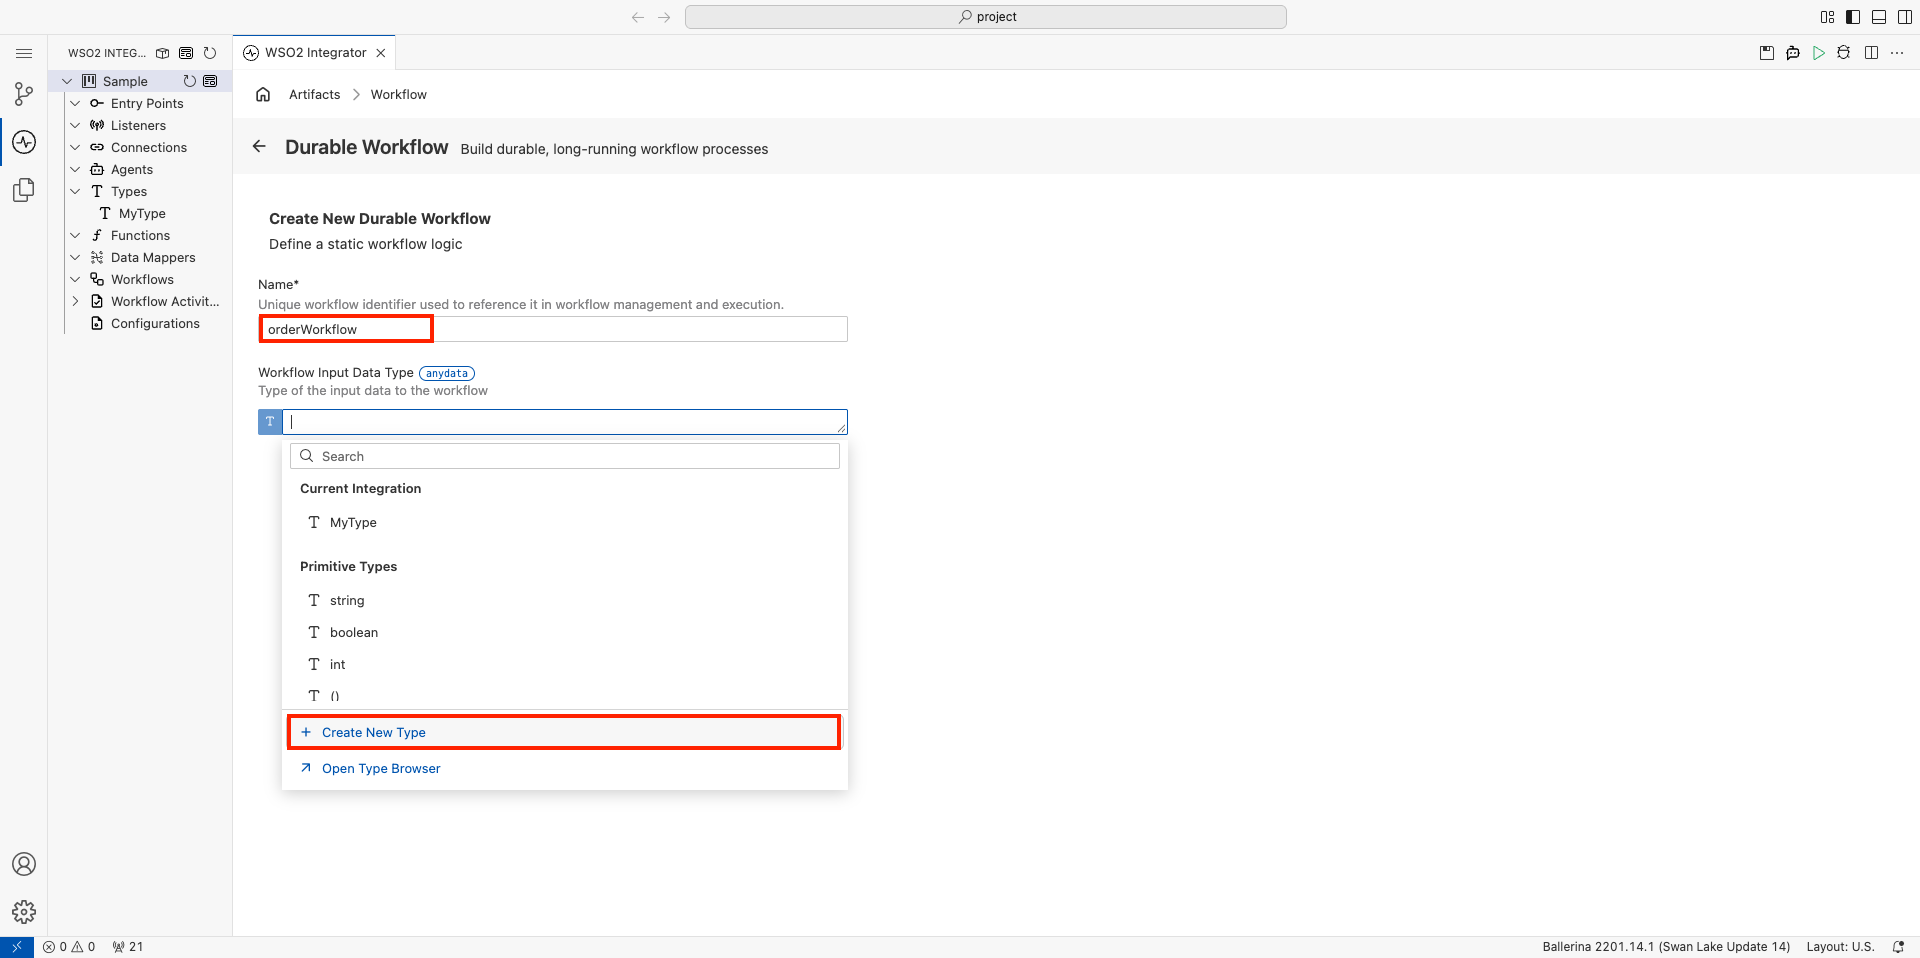 project
WSO2 INTEG...
WSO2 Integrator
Sample
Entry Points
Listeners
Connections
Agents
Types
MyType
Functions
Data Mappers
Workflows
Workflow Activit...
Configurations
Artifacts
Workflow
Durable Workflow
Build durable, long-running workflow processes
Create New Durable Workflow
Define a static workflow logic
Name*
Unique workflow identifier used to reference it in workflow management and execution.
orderWorkflow
Workflow Input Data Type anydata
Type of the input data to the workflow
T
Search
Current Integration
T MyType
Primitive Types
T string
T boolean
T int
T ()
+ Create New Type
Open Type Browser
0 0 21
Ballerina 2201.14.1 (Swan Lake Update 14)
Layout: U.S.